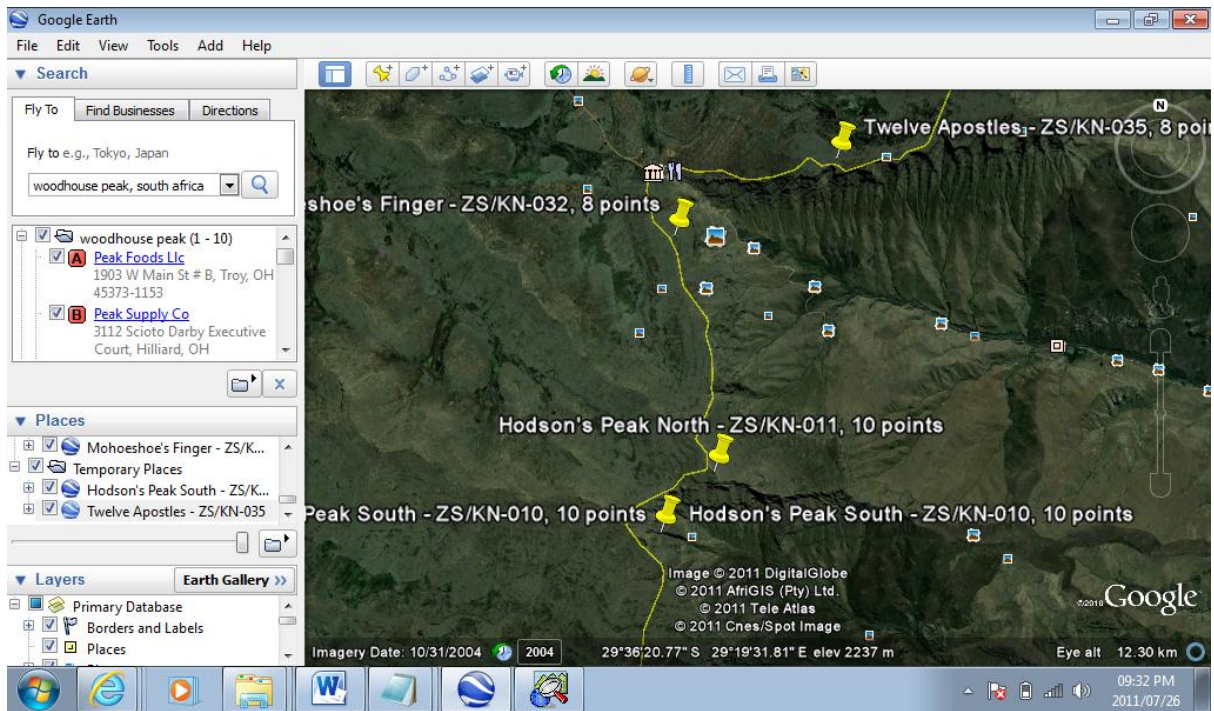 Google Earth
File Edit View Tools Add Help
Search
Fly To Find Businesses Directions
Fly to e.g., Tokyo, Japan
woodhouse peak, south africa
woodhouse peak (1 - 10)
A Peak Foods Llc
1903 W Main St # B, Troy, OH
45373-1153
B Peak Supply Co
3112 Scioto Darby Executive
Court, Hilliard, OH
Places
Mohoeshoe's Finger - ZS/K...
Temporary Places
Hodson's Peak South - ZS/K...
Twelve Apostles - ZS/KN-035
Layers Earth Gallery >>
Primary Database
Borders and Labels
Places
N
Twelve Apostles - ZS/KN-035, 8 poi
shoe's Finger - ZS/KN-032, 8 points
Hodson's Peak North - ZS/KN-011, 10 points
Peak South - ZS/KN-010, 10 points Hodson's Peak South - ZS/KN-010, 10 points
Image © 2011 DigitalGlobe
© 2011 AfriGIS (Pty) Ltd.
© 2011 Tele Atlas
© 2011 Cnes/Spot Image
©2010 Google
Imagery Date: 10/31/2004 2004 29°36'20.77" S 29°19'31.81" E elev 2237 m Eye alt 12.30 km
W
09:32 PM
2011/07/26